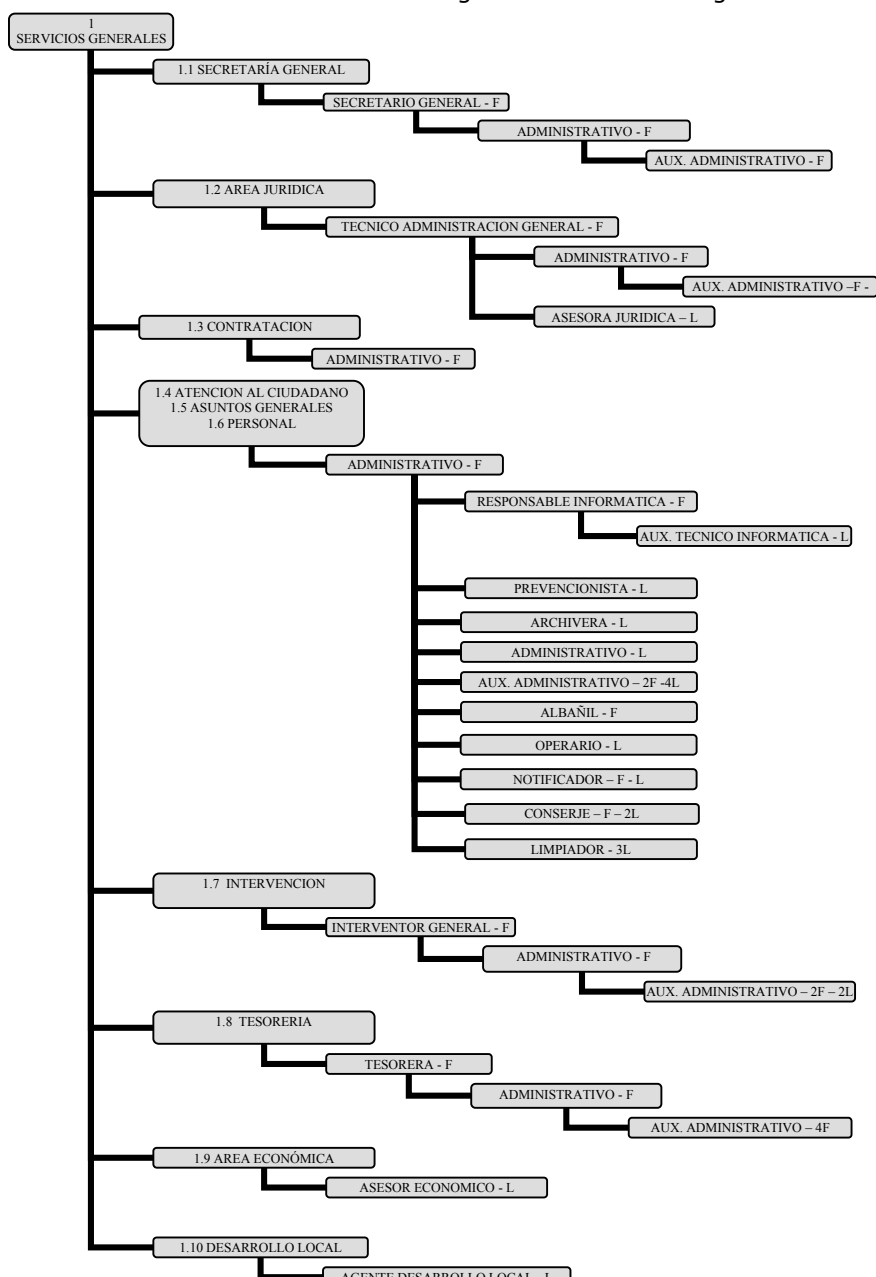 1
SERVICIOS GENERALES
1.1 SECRETARÍA GENERAL
SECRETARIO GENERAL - F
ADMINISTRATIVO - F
AUX. ADMINISTRATIVO - F
1.2 AREA JURIDICA
TECNICO ADMINISTRACION GENERAL - F
ADMINISTRATIVO - F
AUX. ADMINISTRATIVO –F -
ASESORA JURIDICA – L
1.3 CONTRATACION
ADMINISTRATIVO - F
1.4 ATENCION AL CIUDADANO
1.5 ASUNTOS GENERALES
1.6 PERSONAL
ADMINISTRATIVO - F
RESPONSABLE INFORMATICA - F
AUX. TECNICO INFORMATICA - L
PREVENCIONISTA - L
ARCHIVERA - L
ADMINISTRATIVO - L
AUX. ADMINISTRATIVO – 2F -4L
ALBAÑIL - F
OPERARIO - L
NOTIFICADOR – F - L
CONSERJE – F – 2L
LIMPIADOR - 3L
1.7 INTERVENCION
INTERVENTOR GENERAL - F
ADMINISTRATIVO - F
AUX. ADMINISTRATIVO – 2F – 2L
1.8 TESORERIA
TESORERA - F
ADMINISTRATIVO - F
AUX. ADMINISTRATIVO – 4F
1.9 AREA ECONÓMICA
ASESOR ECONOMICO - L
1.10 DESARROLLO LOCAL
AGENTE DESARROLLO LOCAL - L